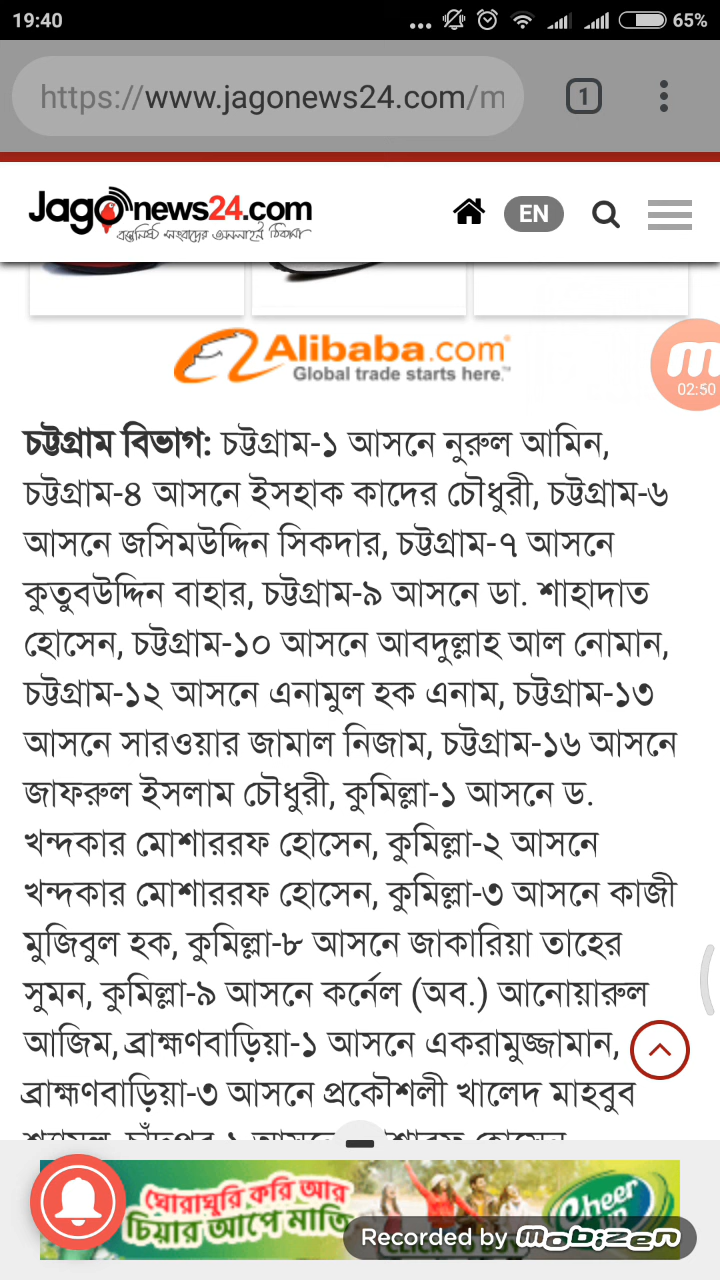 19:40
65%
https://www.jagonews24.com/m
1
Jagonews24.com
EN
Alibaba.com
Global trade starts here.™
02:50
চট্টগ্রাম বিভাগ: চট্টগ্রাম-১ আসনে নুরুল আমিন,
চট্টগ্রাম-৪ আসনে ইসহাক কাদের চৌধুরী, চট্টগ্রাম-৬
আসনে জসিমউদ্দিন সিকদার, চট্টগ্রাম-৭ আসনে
কুতুবউদ্দিন বাহার, চট্টগ্রাম-৯ আসনে ডা. শাহাদাত
হোসেন, চট্টগ্রাম-১০ আসনে আবদুল্লাহ আল নোমান,
চট্টগ্রাম-১২ আসনে এনামুল হক এনাম, চট্টগ্রাম-১৩
আসনে সারওয়ার জামাল নিজাম, চট্টগ্রাম-১৬ আসনে
জাফরুল ইসলাম চৌধুরী, কুমিল্লা-১ আসনে ড.
খন্দকার মোশাররফ হোসেন, কুমিল্লা-২ আসনে
খন্দকার মোশাররফ হোসেন, কুমিল্লা-৩ আসনে কাজী
মুজিবুল হক, কুমিল্লা-৮ আসনে জাকারিয়া তাহের
সুমন, কুমিল্লা-৯ আসনে কর্নেল (অব.) আনোয়ারুল
আজিম, ব্রাহ্মণবাড়িয়া-১ আসনে একরামুজ্জামান,
ব্রাহ্মণবাড়িয়া-৩ আসনে প্রকৌশলী খালেদ মাহবুব
ঘোরাঘুরি করি আর
চিয়ার আপে মাতি
Cheer up
Recorded by mobizen